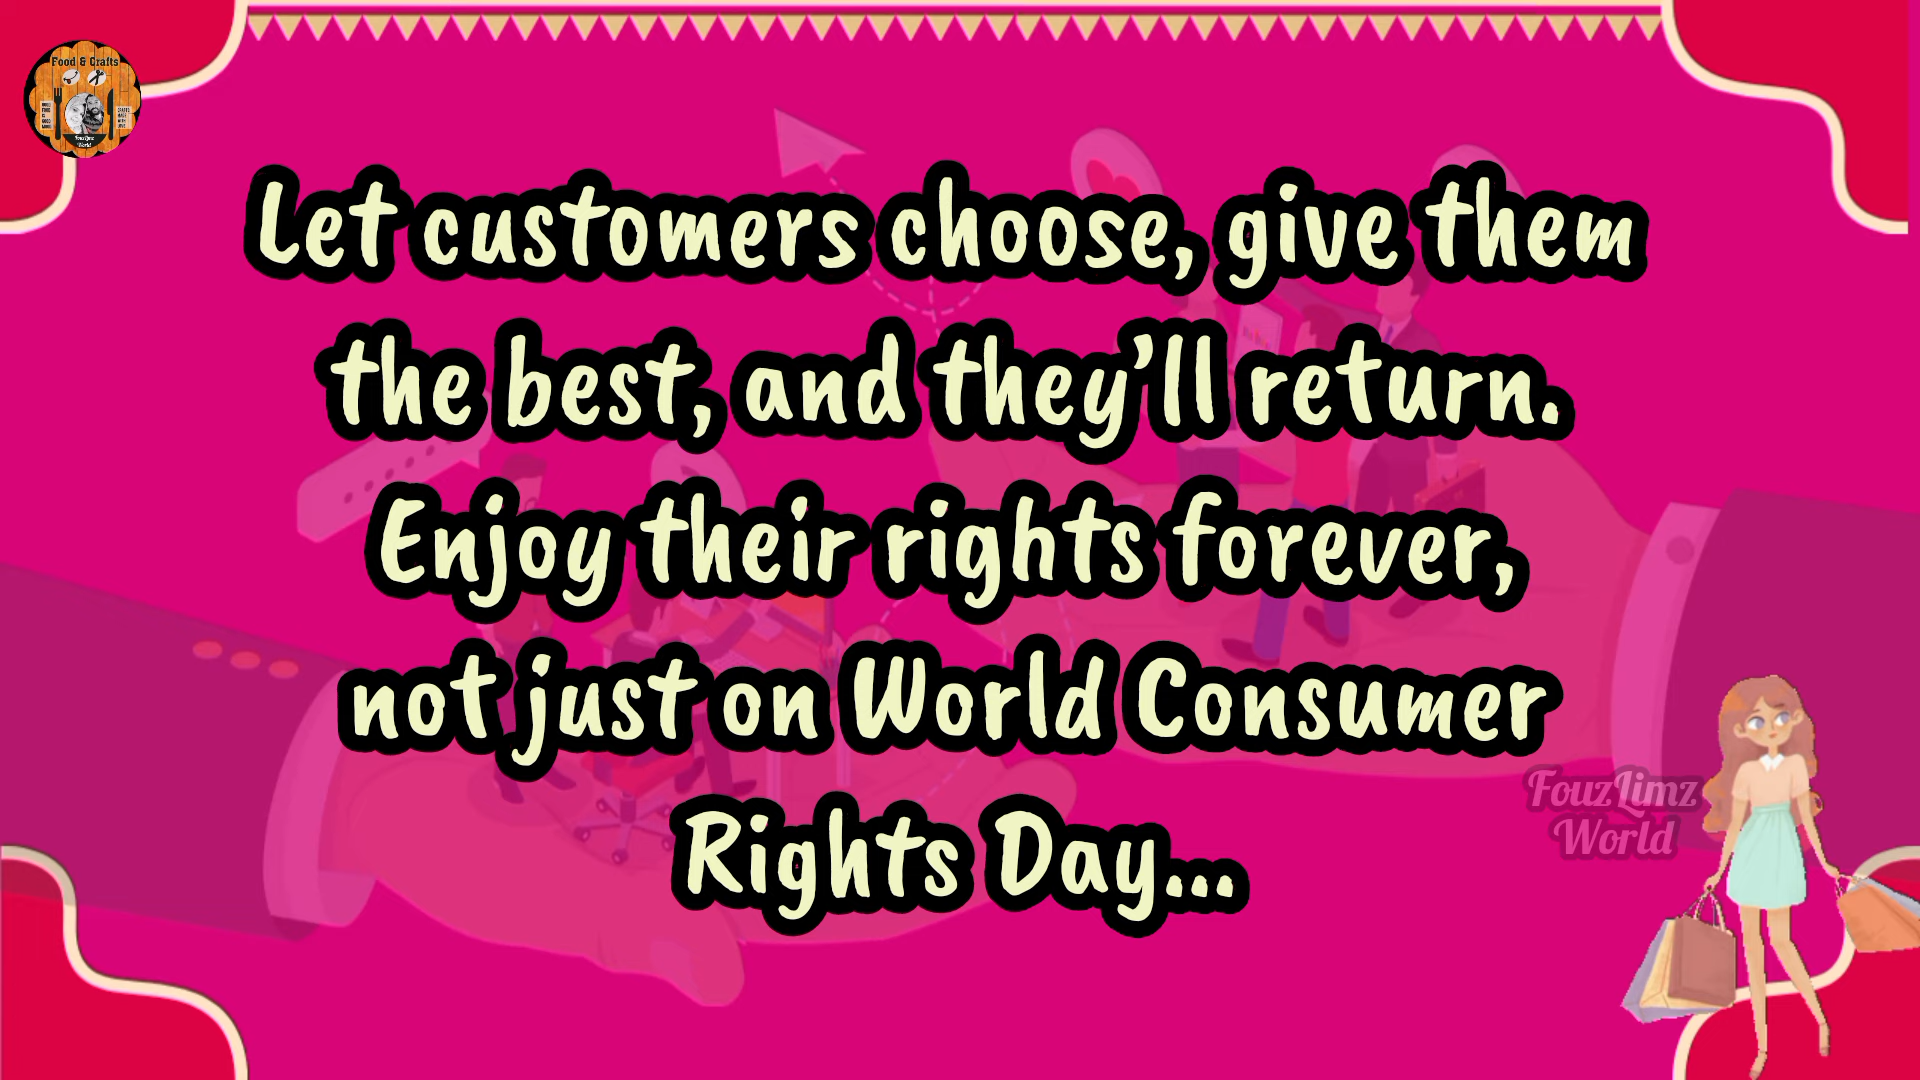 Food & Crafts
Let customers choose, give them
the best, and they’ll return.
Enjoy their rights forever,
not just on World Consumer
Rights Day...
FouzLimz
World